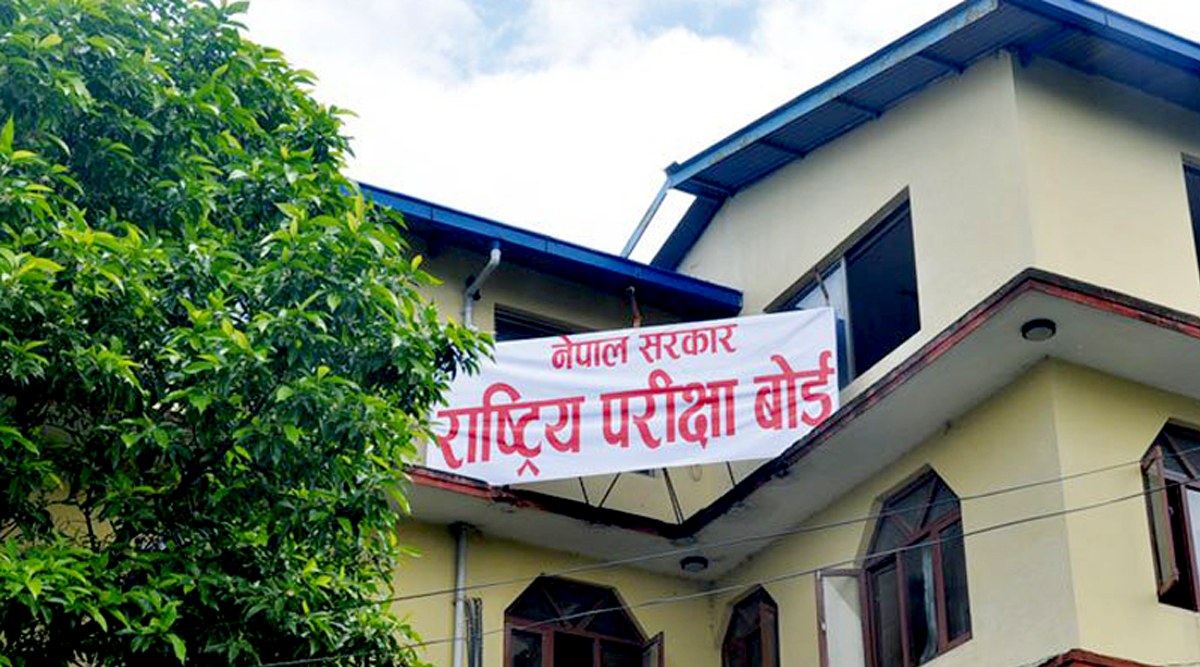 नेपाल सरकार
राष्ट्रिय परीक्षा बोर्ड